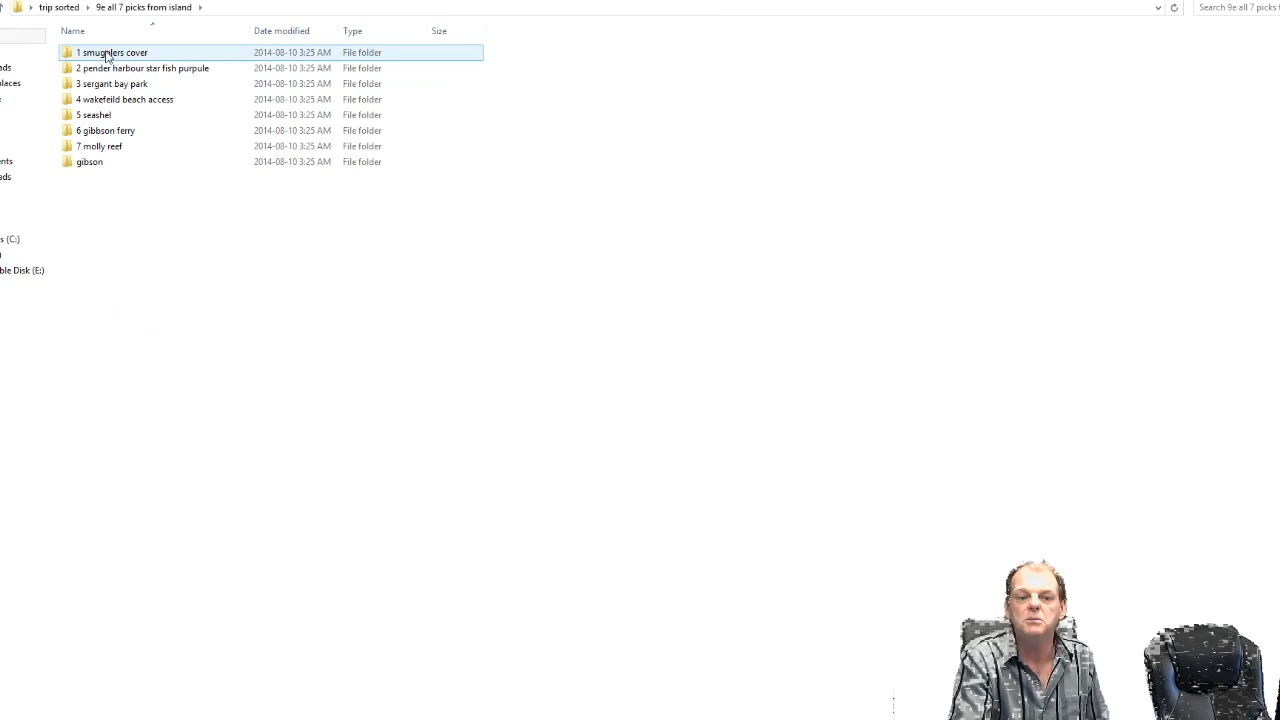 trip sorted 9e all 7 picks from island Search 9e all 7 picks f
Name Date modified Type Size
1 smugglers cover 2014-08-10 3:25 AM File folder
ds 2 pender harbour star fish purpule 2014-08-10 3:25 AM File folder
places 3 sergant bay park 2014-08-10 3:25 AM File folder
4 wakefeild beach access 2014-08-10 3:25 AM File folder
5 seashel 2014-08-10 3:25 AM File folder
6 gibbson ferry 2014-08-10 3:25 AM File folder
7 molly reef 2014-08-10 3:25 AM File folder
ents gibson 2014-08-10 3:25 AM File folder
ads
s (C:)
ble Disk (E:)